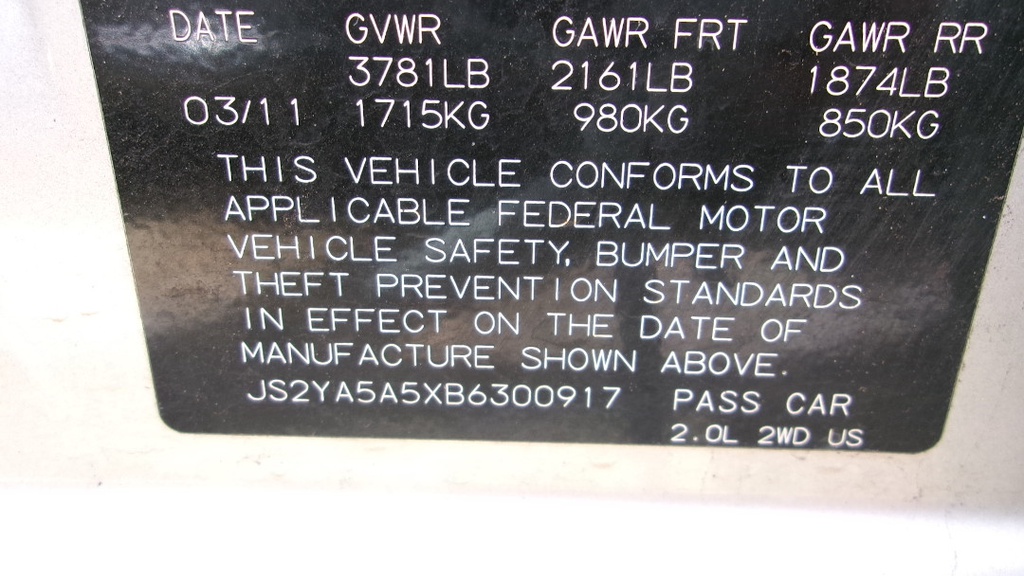 DATE GVWR GAWR FRT GAWR RR
3781LB 2161LB 1874LB
03/11 1715KG 980KG 850KG
THIS VEHICLE CONFORMS TO ALL
APPLICABLE FEDERAL MOTOR
VEHICLE SAFETY, BUMPER AND
THEFT PREVENTION STANDARDS
IN EFFECT ON THE DATE OF
MANUFACTURE SHOWN ABOVE.
JS2YA5A5XB6300917 PASS CAR
2.0L 2WD US